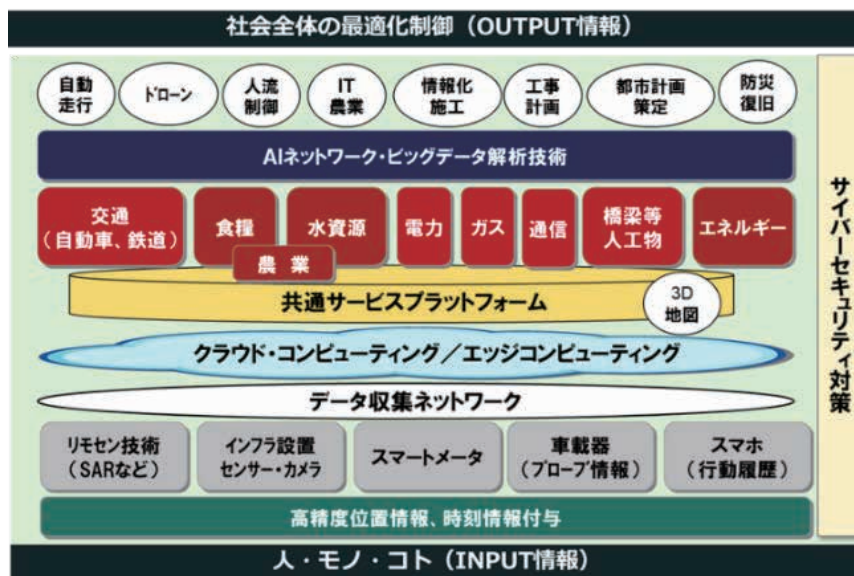 社会全体の最適化制御（OUTPUT情報）
自動
走行
ドローン
人流
制御
IT
農業
情報化
施工
工事
計画
都市計画
策定
防災
復旧
AIネットワーク・ビッグデータ解析技術
交通
（自動車、鉄道）
食糧
水資源
農 業
電力
ガス
通信
橋梁等
人工物
エネルギー
共通サービスプラットフォーム
3D
地図
クラウド・コンピューティング／エッジコンピューティング
データ収集ネットワーク
リモセン技術
（SARなど）
インフラ設置
センサー・カメラ
スマートメータ
車載器
（プローブ情報）
スマホ
（行動履歴）
高精度位置情報、時刻情報付与
人・モノ・コト（INPUT情報）
サイバーセキュリティ対策